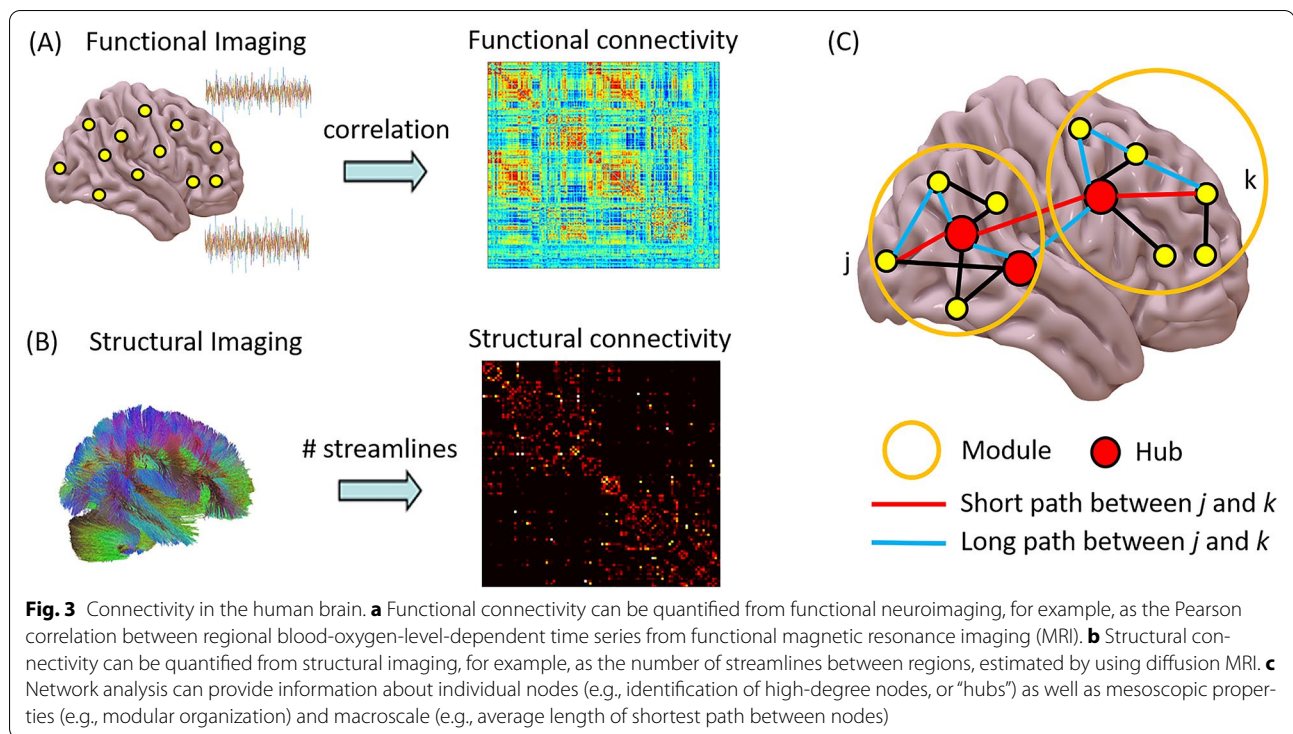 (A) Functional Imaging
correlation
Functional connectivity
(B) Structural Imaging
# streamlines
Structural connectivity
(C)
j
k
Module
Hub
Short path between j and k
Long path between j and k
Fig. 3 Connectivity in the human brain. a Functional connectivity can be quantified from functional neuroimaging, for example, as the Pearson
correlation between regional blood-oxygen-level-dependent time series from functional magnetic resonance imaging (MRI). b Structural con-
nectivity can be quantified from structural imaging, for example, as the number of streamlines between regions, estimated by using diffusion MRI. c
Network analysis can provide information about individual nodes (e.g., identification of high-degree nodes, or “hubs”) as well as mesoscopic proper-
ties (e.g., modular organization) and macroscale (e.g., average length of shortest path between nodes)